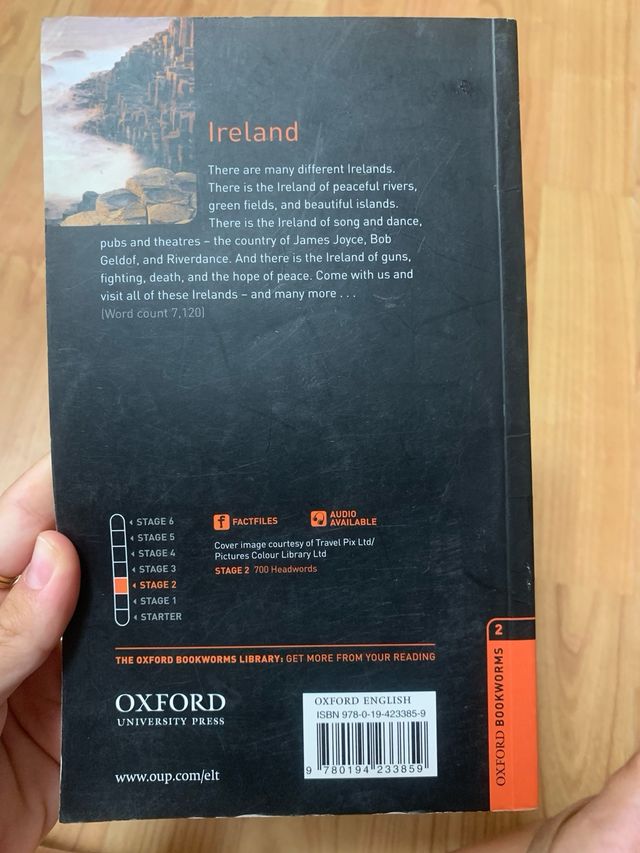 Ireland
There are many different Irelands.
There is the Ireland of peaceful rivers,
green fields, and beautiful islands.
There is the Ireland of song and dance,
pubs and theatres – the country of James Joyce, Bob
Geldof, and Riverdance. And there is the Ireland of guns,
fighting, death, and the hope of peace. Come with us and
visit all of these Irelands – and many more . . .
(Word count 7,120)
STAGE 6
STAGE 5
STAGE 4
STAGE 3
STAGE 2
STAGE 1
STARTER
f FACTFILES
AUDIO
AVAILABLE
Cover image courtesy of Travel Pix Ltd/
Pictures Colour Library Ltd
STAGE 2 700 Headwords
THE OXFORD BOOKWORMS LIBRARY: GET MORE FROM YOUR READING
OXFORD
UNIVERSITY PRESS
www.oup.com/elt
OXFORD ENGLISH
ISBN 978-0-19-423385-9
9 780194 233859
2
OXFORD BOOKWORMS